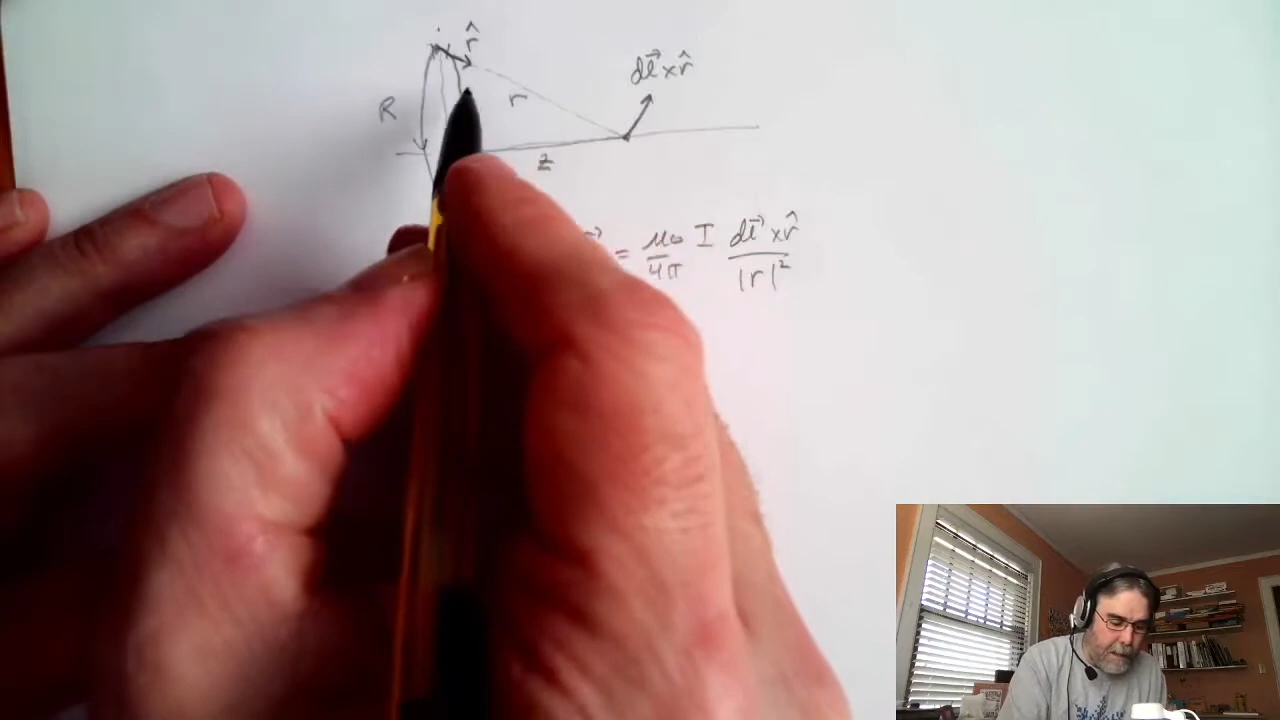 r̂
dl⃗ x r̂
R
r
z
= μ₀/4π I dl⃗ x r̂/|r|²